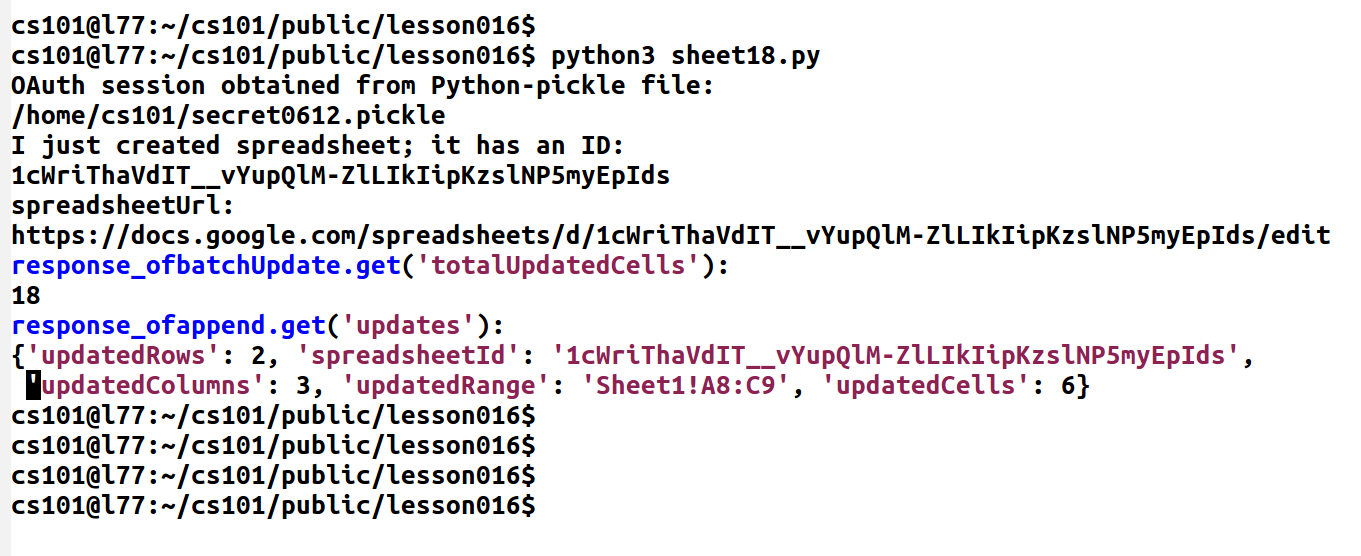 cs101@l77:~/cs101/public/lesson016$
cs101@l77:~/cs101/public/lesson016$ python3 sheet18.py
OAuth session obtained from Python-pickle file:
/home/cs101/secret0612.pickle
I just created spreadsheet; it has an ID:
1cWriThaVdIT__vYupQlM-ZlLIkIipKzslNP5myEpIds
spreadsheetUrl:
https://docs.google.com/spreadsheets/d/1cWriThaVdIT__vYupQlM-ZlLIkIipKzslNP5myEpIds/edit
response_ofbatchUpdate.get('totalUpdatedCells'):
18
response_ofappend.get('updates'):
{'updatedRows': 2, 'spreadsheetId': '1cWriThaVdIT__vYupQlM-ZlLIkIipKzslNP5myEpIds',
'updatedColumns': 3, 'updatedRange': 'Sheet1!A8:C9', 'updatedCells': 6}
cs101@l77:~/cs101/public/lesson016$
cs101@l77:~/cs101/public/lesson016$
cs101@l77:~/cs101/public/lesson016$
cs101@l77:~/cs101/public/lesson016$